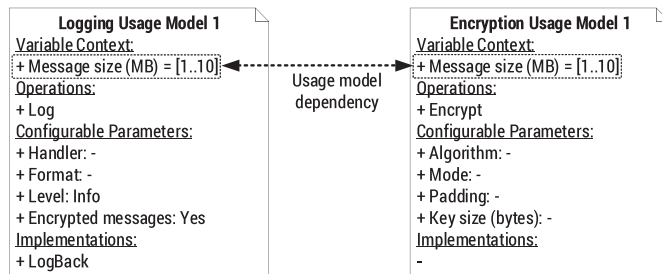 Logging Usage Model 1
Variable Context:
+ Message size (MB) = [1..10]
Operations:
+ Log
Configurable Parameters:
+ Handler: -
+ Format: -
+ Level: Info
+ Encrypted messages: Yes
Implementations:
+ LogBack
Usage model
dependency
Encryption Usage Model 1
Variable Context:
+ Message size (MB) = [1..10]
Operations:
+ Encrypt
Configurable Parameters:
+ Algorithm: -
+ Mode: -
+ Padding: -
+ Key size (bytes): -
Implementations:
-